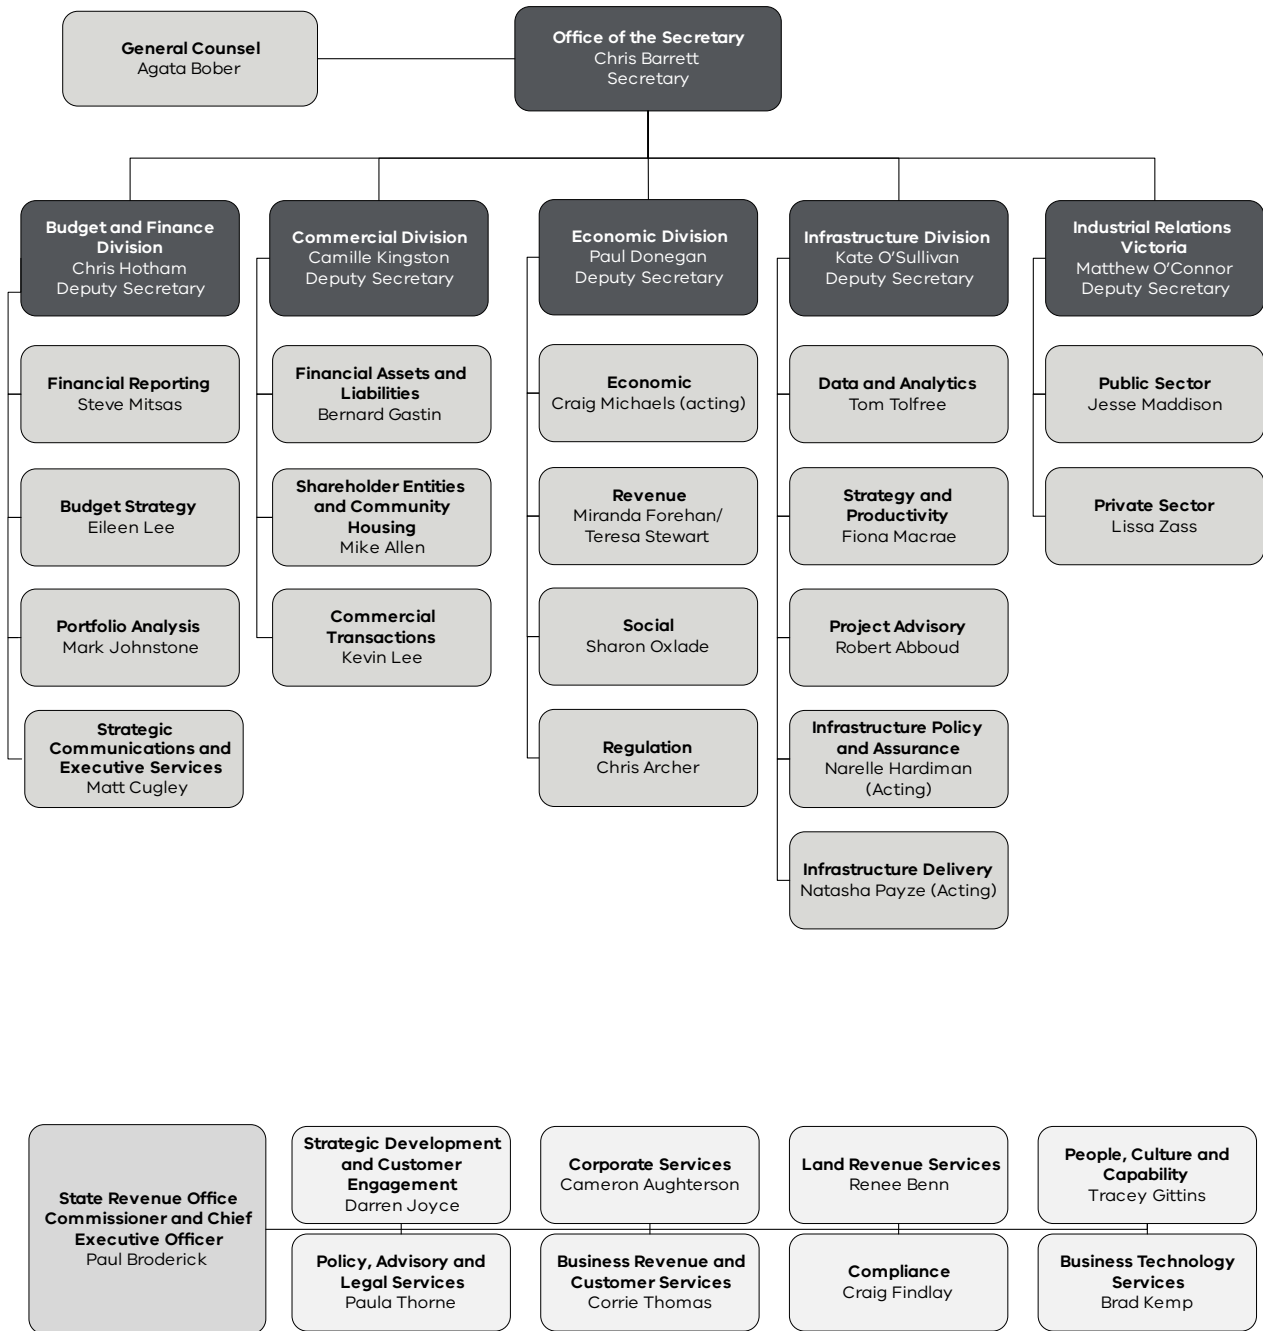 General Counsel
Agata Bober
Office of the Secretary
Chris Barrett
Secretary
Budget and Finance
Division
Chris Hotham
Deputy Secretary
Commercial Division
Camille Kingston
Deputy Secretary
Economic Division
Paul Donegan
Deputy Secretary
Infrastructure Division
Kate O’Sullivan
Deputy Secretary
Industrial Relations
Victoria
Matthew O’Connor
Deputy Secretary
Financial Reporting
Steve Mitsas
Financial Assets and
Liabilities
Bernard Gastin
Economic
Craig Michaels (acting)
Data and Analytics
Tom Tolfree
Public Sector
Jesse Maddison
Budget Strategy
Eileen Lee
Shareholder Entities
and Community
Housing
Mike Allen
Revenue
Miranda Forehan/
Teresa Stewart
Strategy and
Productivity
Fiona Macrae
Private Sector
Lissa Zass
Portfolio Analysis
Mark Johnstone
Commercial
Transactions
Kevin Lee
Social
Sharon Oxlade
Project Advisory
Robert Abboud
Strategic
Communications and
Executive Services
Matt Cugley
Regulation
Chris Archer
Infrastructure Policy
and Assurance
Narelle Hardiman
(Acting)
Infrastructure Delivery
Natasha Payze (Acting)
State Revenue Office
Commissioner and Chief
Executive Officer
Paul Broderick
Strategic Development
and Customer
Engagement
Darren Joyce
Corporate Services
Cameron Aughterson
Land Revenue Services
Renee Benn
People, Culture and
Capability
Tracey Gittins
Policy, Advisory and
Legal Services
Paula Thorne
Business Revenue and
Customer Services
Corrie Thomas
Compliance
Craig Findlay
Business Technology
Services
Brad Kemp